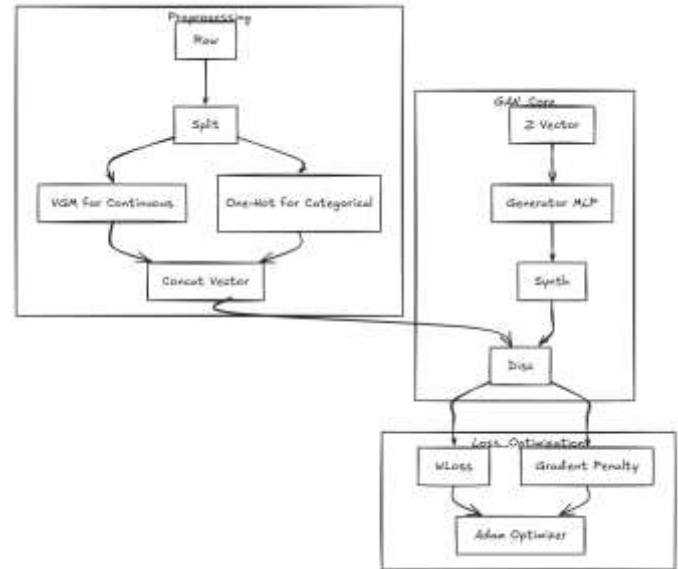 Preprocessing
Raw
Split
VGM for Continuous
One-Hot for Categorical
Concat Vector
GAN Core
Z Vector
Generator MLP
Synth
Disc
Loss Optimization
WLoss
Gradient Penalty
Adam Optimizer